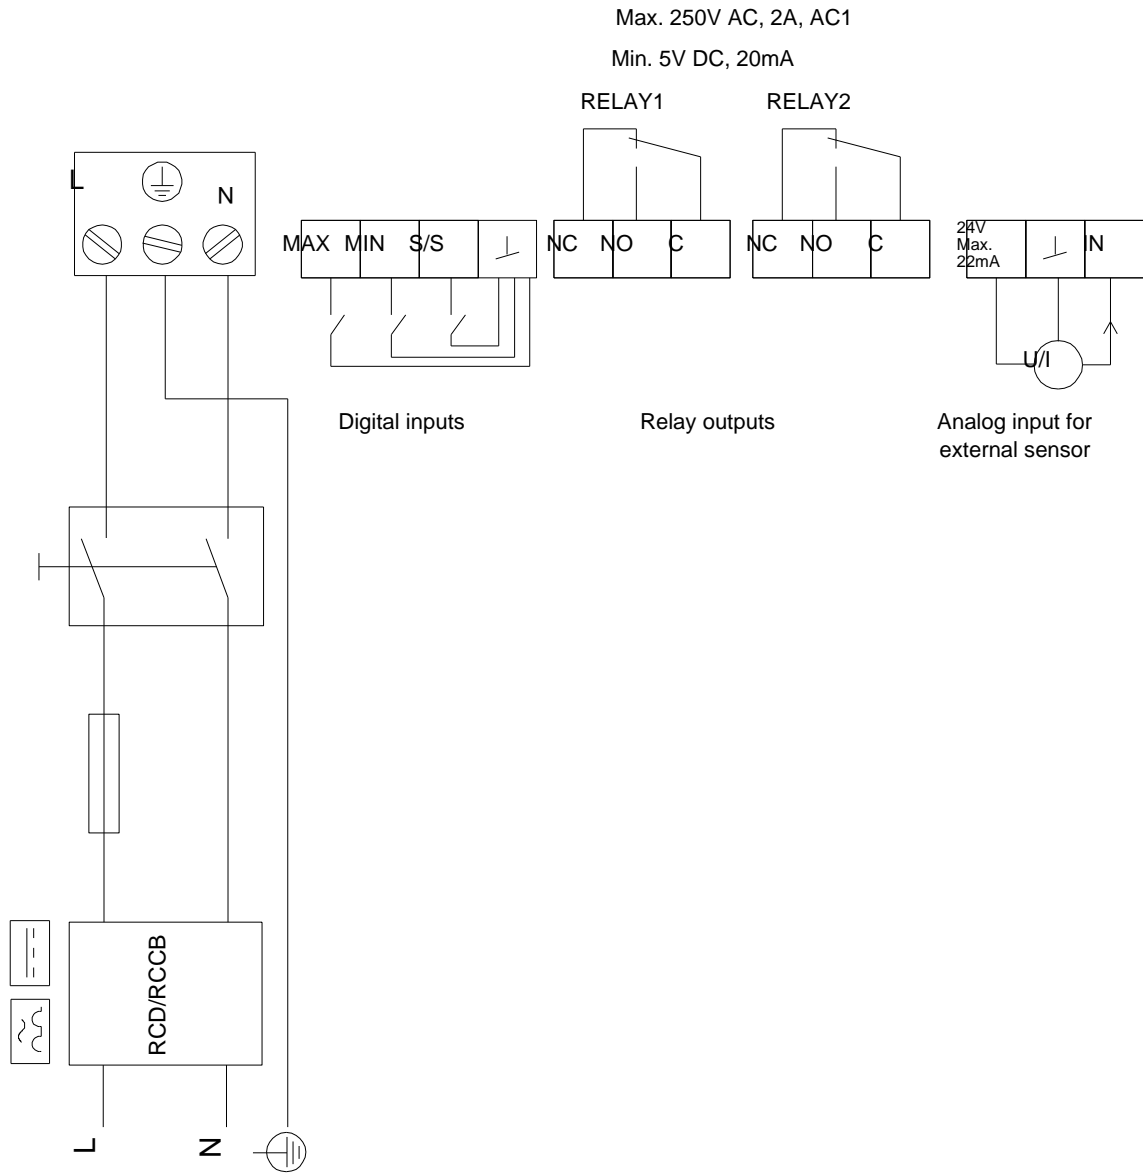 Max. 250V AC, 2A, AC1
Min. 5V DC, 20mA
RELAY1 RELAY2
L
N
MAX MIN S/S NC NO C NC NO C IN
24V
Max.
22mA
U/I
Digital inputs Relay outputs Analog input for
external sensor
RCD/RCCB
L N